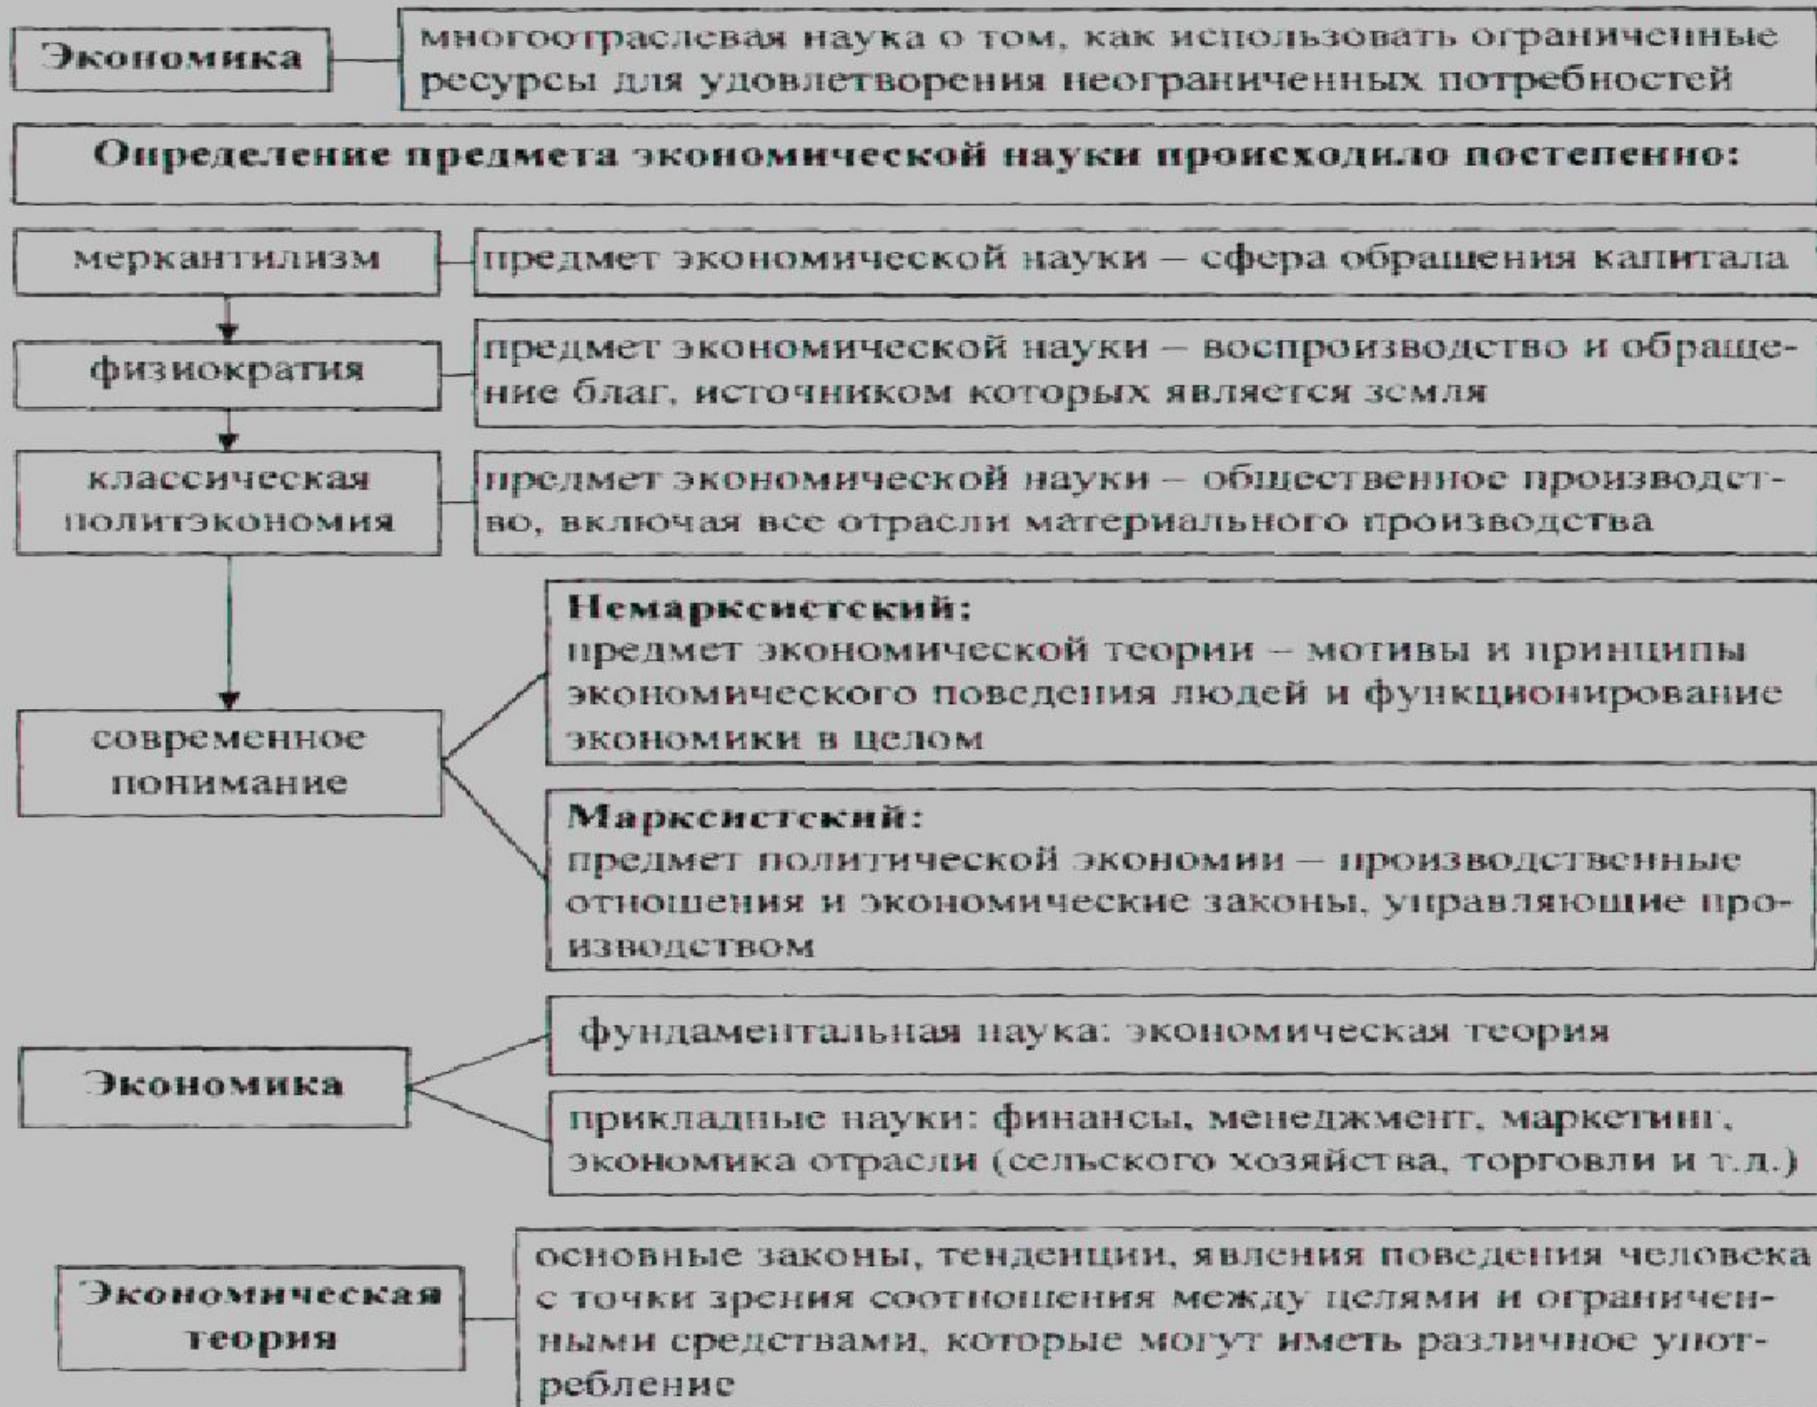 Экономика
многоотраслевая наука о том, как использовать ограниченные
ресурсы для удовлетворения неограниченных потребностей
Определение предмета экономической науки происходило постепенно:
меркантилизм
предмет экономической науки – сфера обращения капитала
физиократия
предмет экономической науки – воспроизводство и обраще-
ние благ, источником которых является земля
классическая
политэкономия
предмет экономической науки – общественное производст-
во, включая все отрасли материального производства
современное
понимание
Немарксистский:
предмет экономической теории – мотивы и принципы
экономического поведения людей и функционирование
экономики в целом
Марксистский:
предмет политической экономии – производственные
отношения и экономические законы, управляющие про-
изводством
Экономика
фундаментальная наука: экономическая теория
прикладные науки: финансы, менеджмент, маркетинг,
экономика отрасли (сельского хозяйства, торговли и т.д.)
Экономическая
теория
основные законы, тенденции, явления поведения человека
с точки зрения соотношения между целями и ограничен-
ными средствами, которые могут иметь различное упот-
ребление